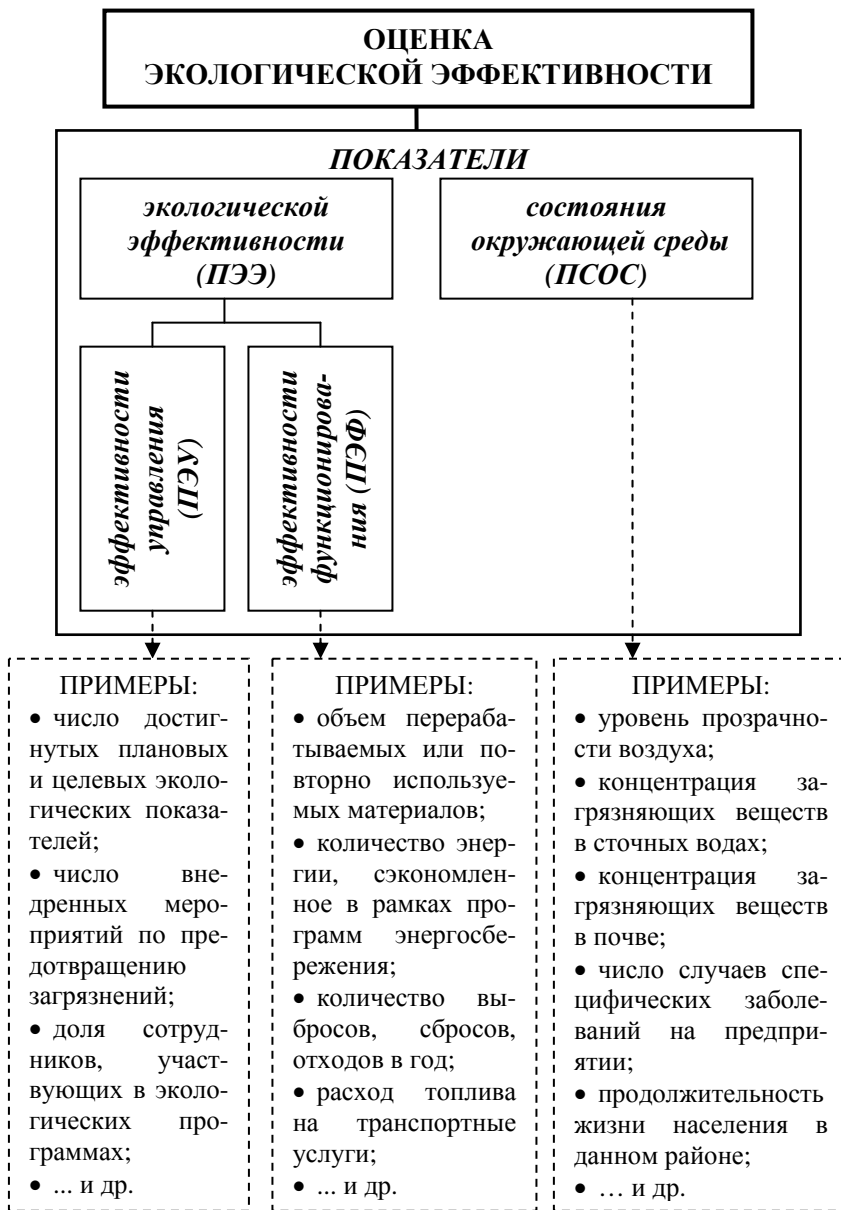 ОЦЕНКА
ЭКОЛОГИЧЕСКОЙ ЭФФЕКТИВНОСТИ
ПОКАЗАТЕЛИ
экологической
эффективности
(ПЭЭ)
состояния
окружающей среды
(ПСОС)
эффективности
управления
(ПЭУ)
эффективности
функционирова-
ния (ПЭФ)
ПРИМЕРЫ:
• число достиг-
нутых плановых
и целевых эколо-
гических показа-
телей;
• число вне-
дренных меро-
приятий по пре-
дотвращению
загрязнений;
• доля сотруд-
ников, участ-
вующих в эколо-
гических про-
граммах;
• ... и др.
ПРИМЕРЫ:
• объем перераба-
тываемых или по-
вторно используе-
мых материалов;
• количество энер-
гии, сэкономлен-
ное в рамках про-
грамм энергосбе-
режения;
• количество вы-
бросов, сбросов,
отходов в год;
• расход топлива
на транспортные
услуги;
• ... и др.
ПРИМЕРЫ:
• уровень прозрачно-
сти воздуха;
• концентрация за-
грязняющих веществ
в сточных водах;
• концентрация за-
грязняющих веществ
в почве;
• число случаев спе-
цифических заболе-
ваний на предпри-
ятии;
• продолжительность
жизни населения в
данном районе;
• … и др.